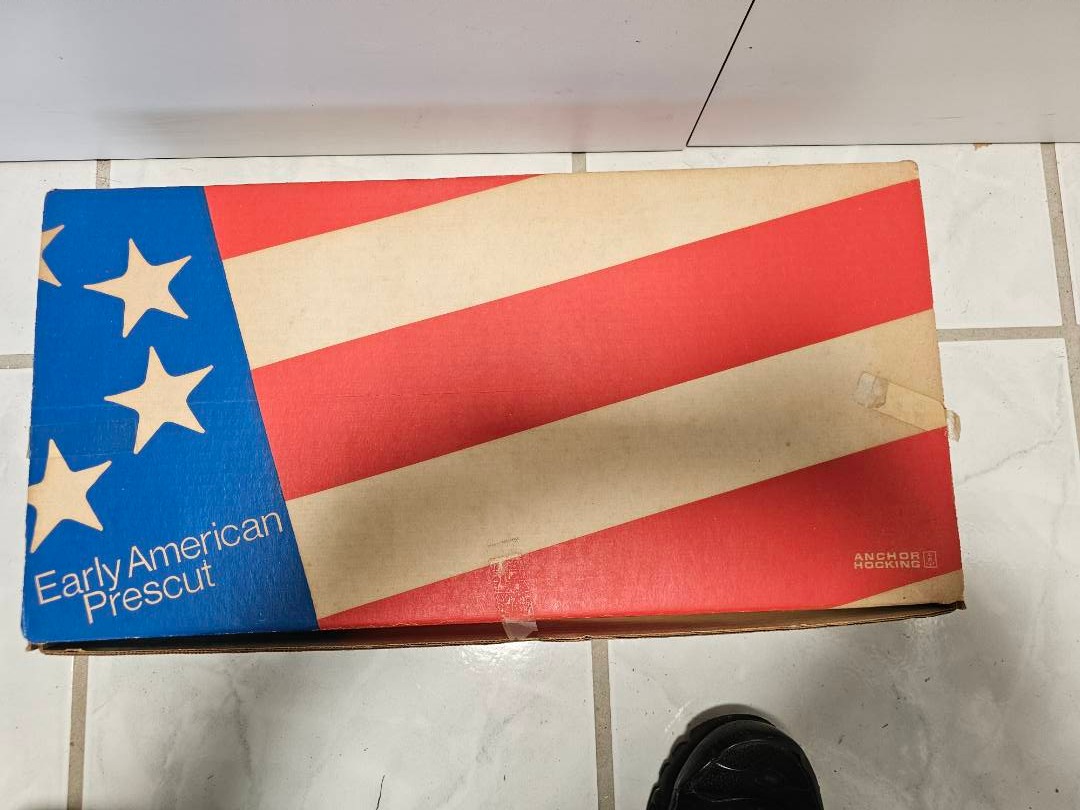 Early American
Prescut
ANCHOR
HOCKING